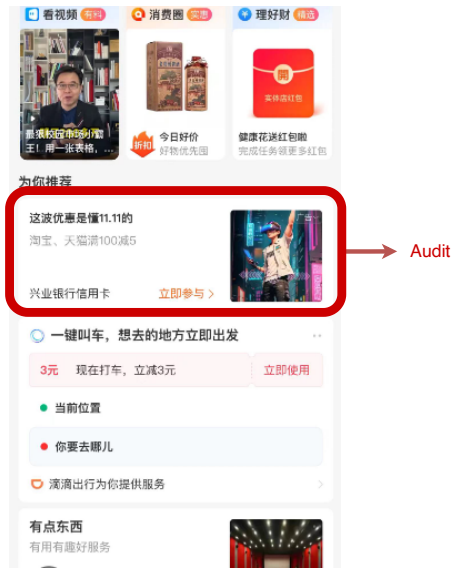 看视频 有料
消费圈 实惠
理好财 精选
開
实体店红包
王！用一张表格，...
折扣
今日好价
好物优先囤
健康花送红包啦
完成任务领更多红包
为你推荐
这波优惠是懂11.11的
淘宝、天猫满100减5
广告
兴业银行信用卡
立即参与
Audit
一键叫车，想去的地方立即出发
3元 现在打车，立减3元
立即使用
当前位置
你要去哪儿
滴滴出行为你提供服务
有点东西
有用有趣好服务